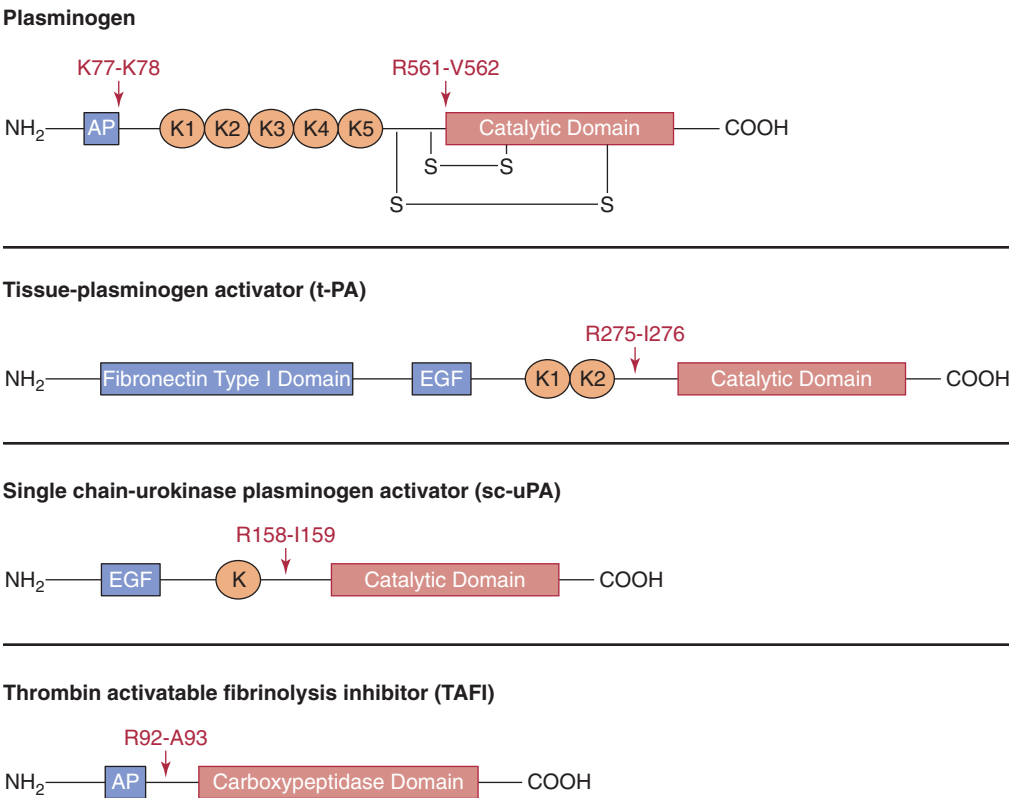 Plasminogen
K77-K78 R561-V562
NH2 AP K1 K2 K3 K4 K5 Catalytic Domain COOH
S S
S S
Tissue-plasminogen activator (t-PA)
R275-I276
NH2 Fibronectin Type I Domain EGF K1 K2 Catalytic Domain COOH
Single chain-urokinase plasminogen activator (sc-uPA)
R158-I159
NH2 EGF K Catalytic Domain COOH
Thrombin activatable fibrinolysis inhibitor (TAFI)
R92-A93
NH2 AP Carboxypeptidase Domain COOH